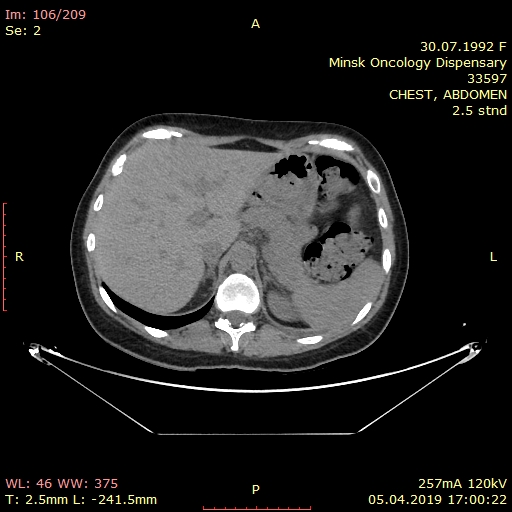 Im: 106/209
Se: 2
A
30.07.1992 F
Minsk Oncology Dispensary
33597
CHEST, ABDOMEN
2.5 stnd
R
L
WL: 46 WW: 375
T: 2.5mm L: -241.5mm
P
257mA 120kV
05.04.2019 17:00:22